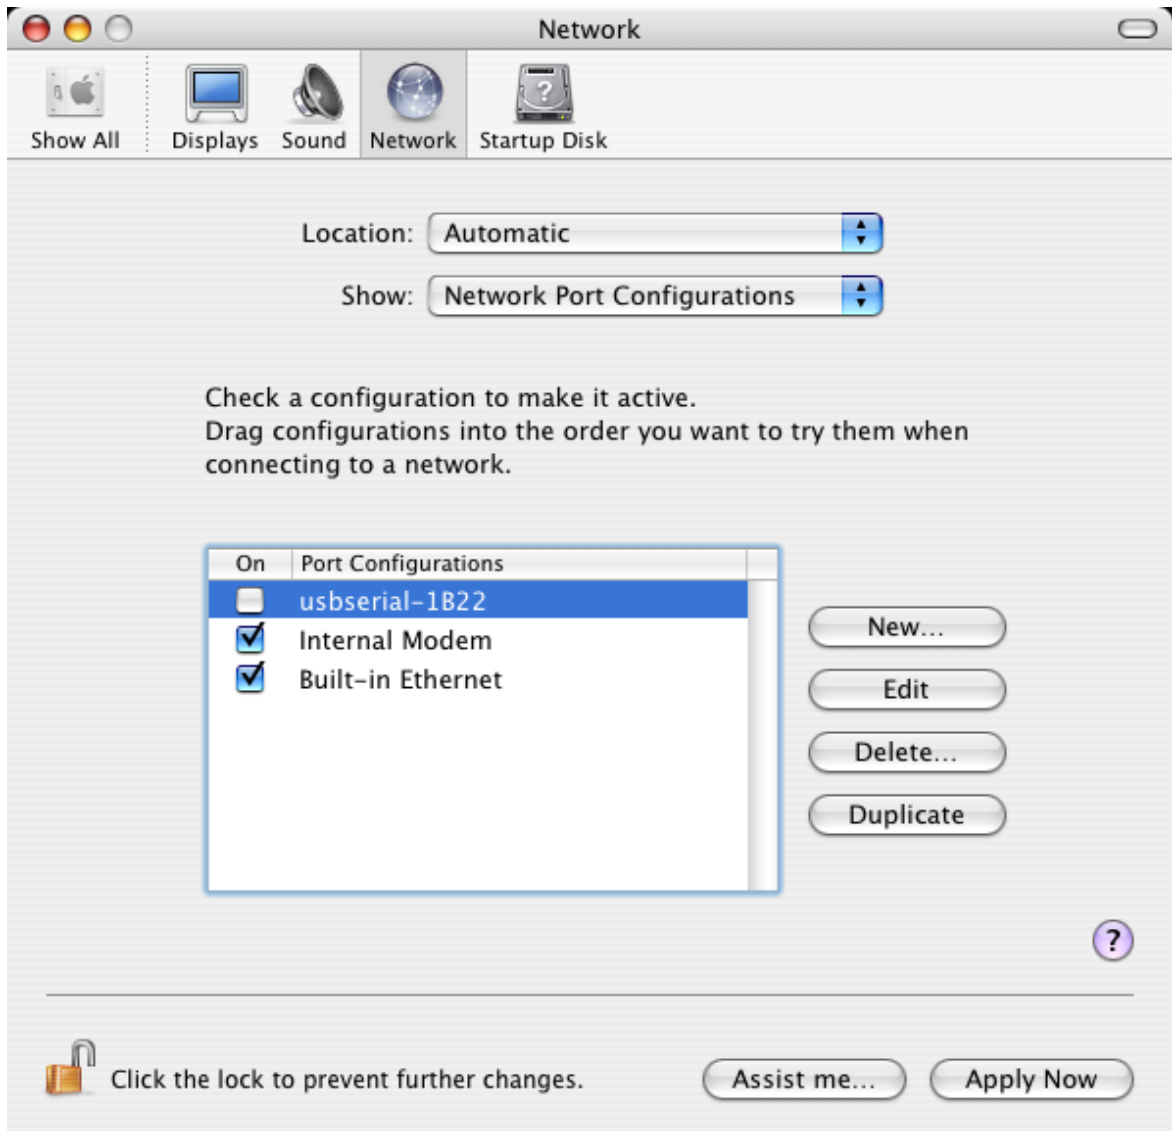 Network
Show All
Displays
Sound
Network
Startup Disk
Location: Automatic
Show: Network Port Configurations
Check a configuration to make it active.
Drag configurations into the order you want to try them when
connecting to a network.
On Port Configurations
usbserial-1B22
Internal Modem
Built-in Ethernet
New...
Edit
Delete...
Duplicate
?
Click the lock to prevent further changes.
Assist me...
Apply Now